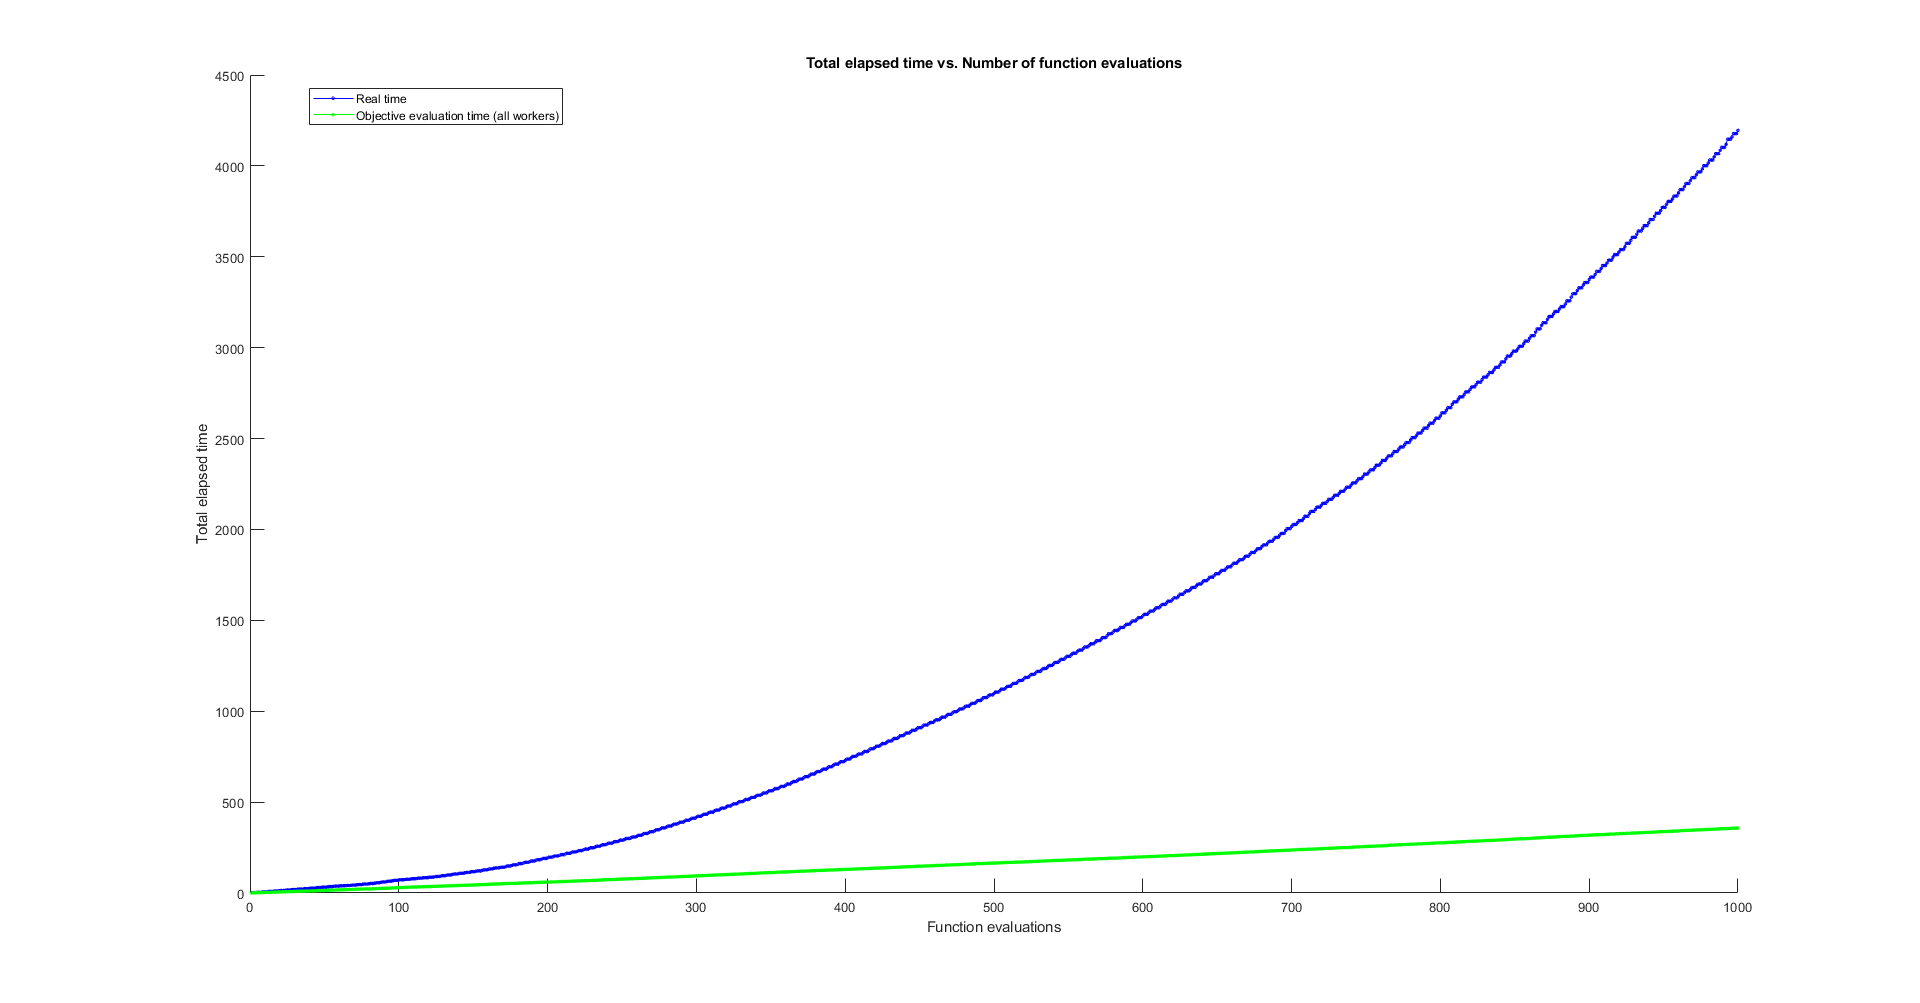 Total elapsed time vs. Number of function evaluations
Real time
Objective evaluation time (all workers)
4500
4000
3500
3000
2500
2000
1500
1000
500
0
Total elapsed time
0 100 200 300 400 500 600 700 800 900 1000
Function evaluations